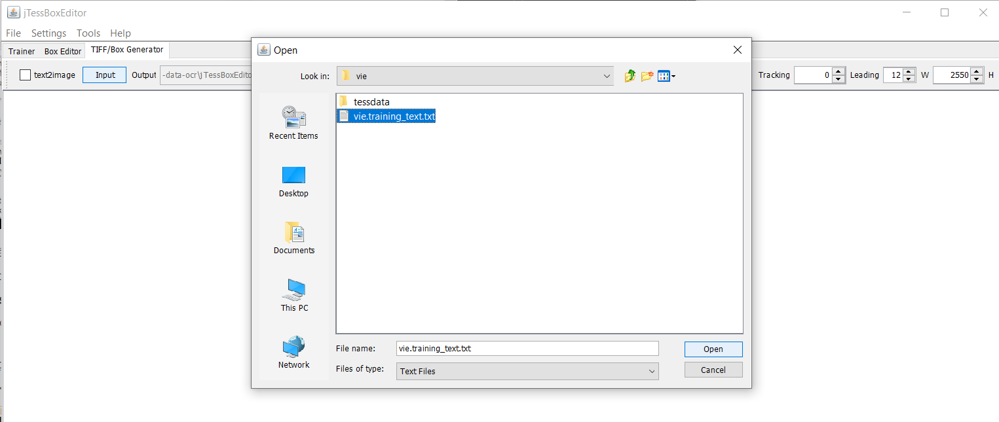 jTessBoxEditor
File Settings Tools Help
Trainer Box Editor TIFF/Box Generator
text2image Input Output -data-ocr\jTessBoxEdito Tracking 0 Leading 12 W 2550 H
Open
Look in: vie
tessdata
vie.training_text.txt
Recent Items
Desktop
Documents
This PC
Network
File name: vie.training_text.txt Open
Files of type: Text Files Cancel